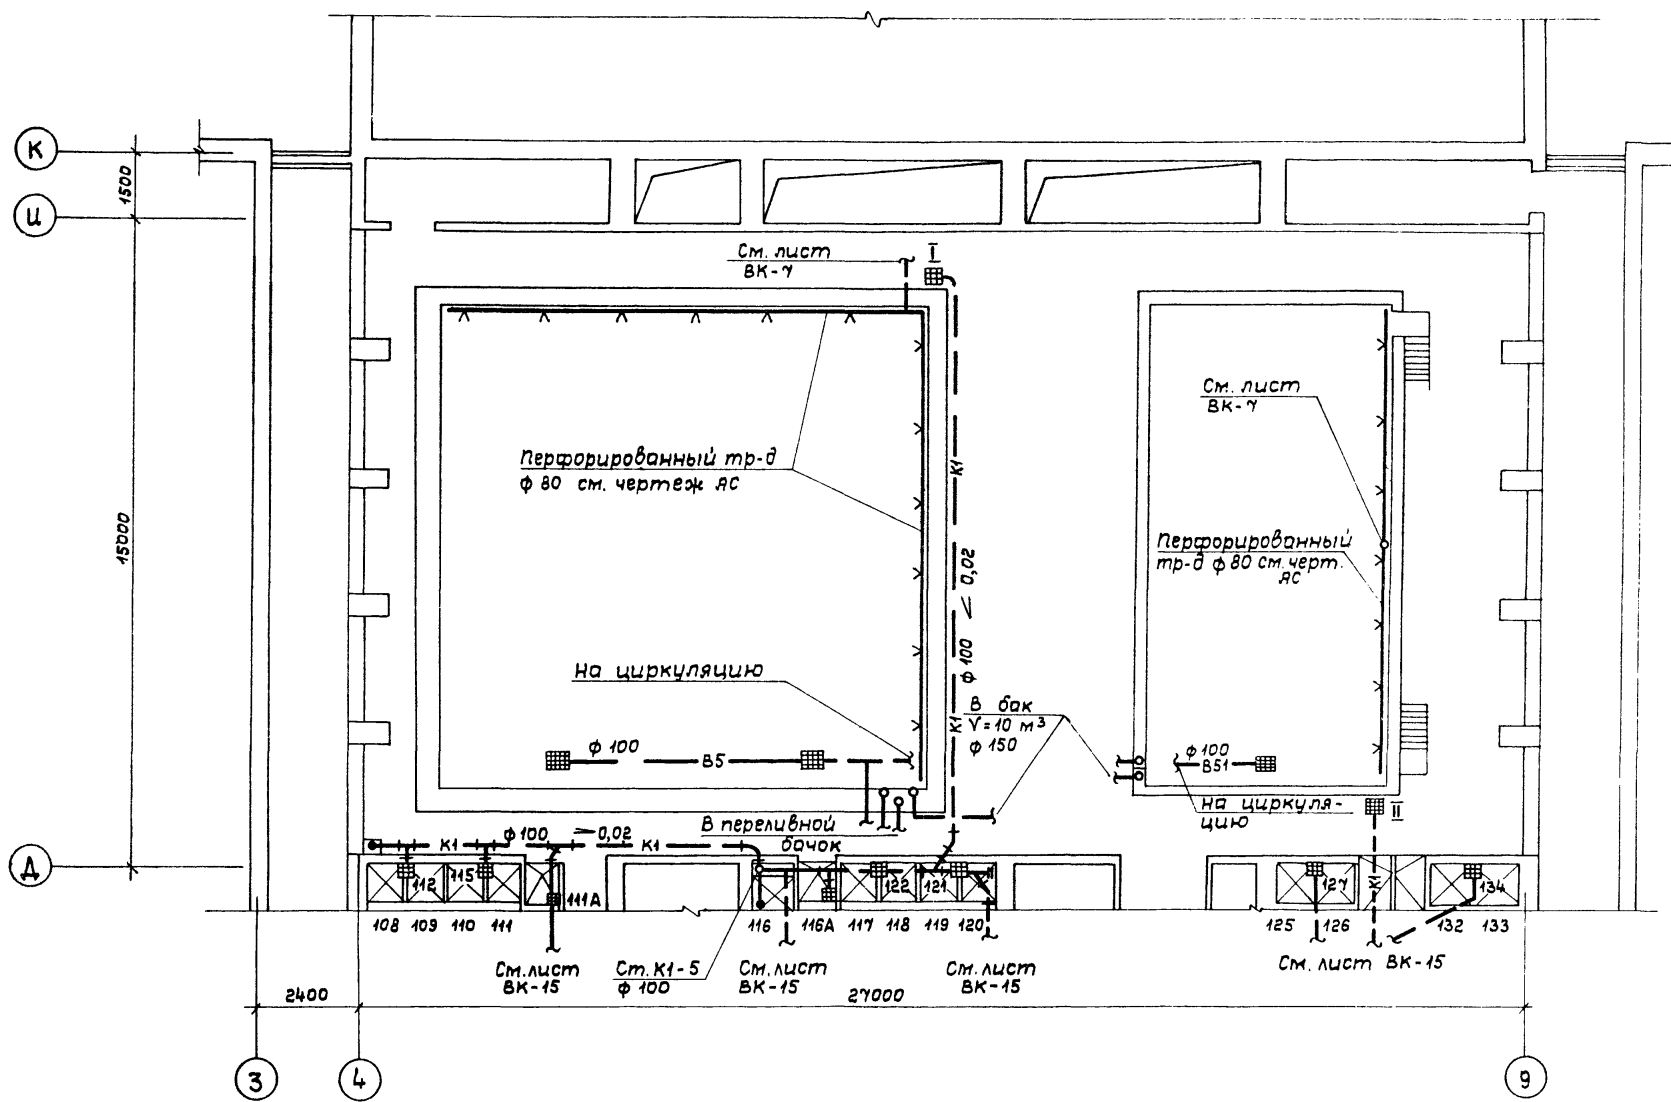 К
1500
И
См. лист
ВК-7
I
См. лист
ВК-7
Перфорированный тр-д
ф 80 см. чертеж АС
К1
15000
Перфорированный
тр-д ф 80 см. черт.
АС
ф 100 0,02
На циркуляцию
В бак
V=10 м³
ф 150
К1
ф 100
В5
ф 100
В51
На циркуля-
цию
II
В переливной
бачок
К1
ф 100
0,02
К1
Д
112
115
111А
122
121
127
К1
134
108
109
110
111
116
116А
117
118
119
120
125
126
132
133
См. лист
ВК-15
Ст. К1-5
ф 100
См. лист
ВК-15
См. лист
ВК-15
См. лист ВК-15
2400
27000
3
4
9